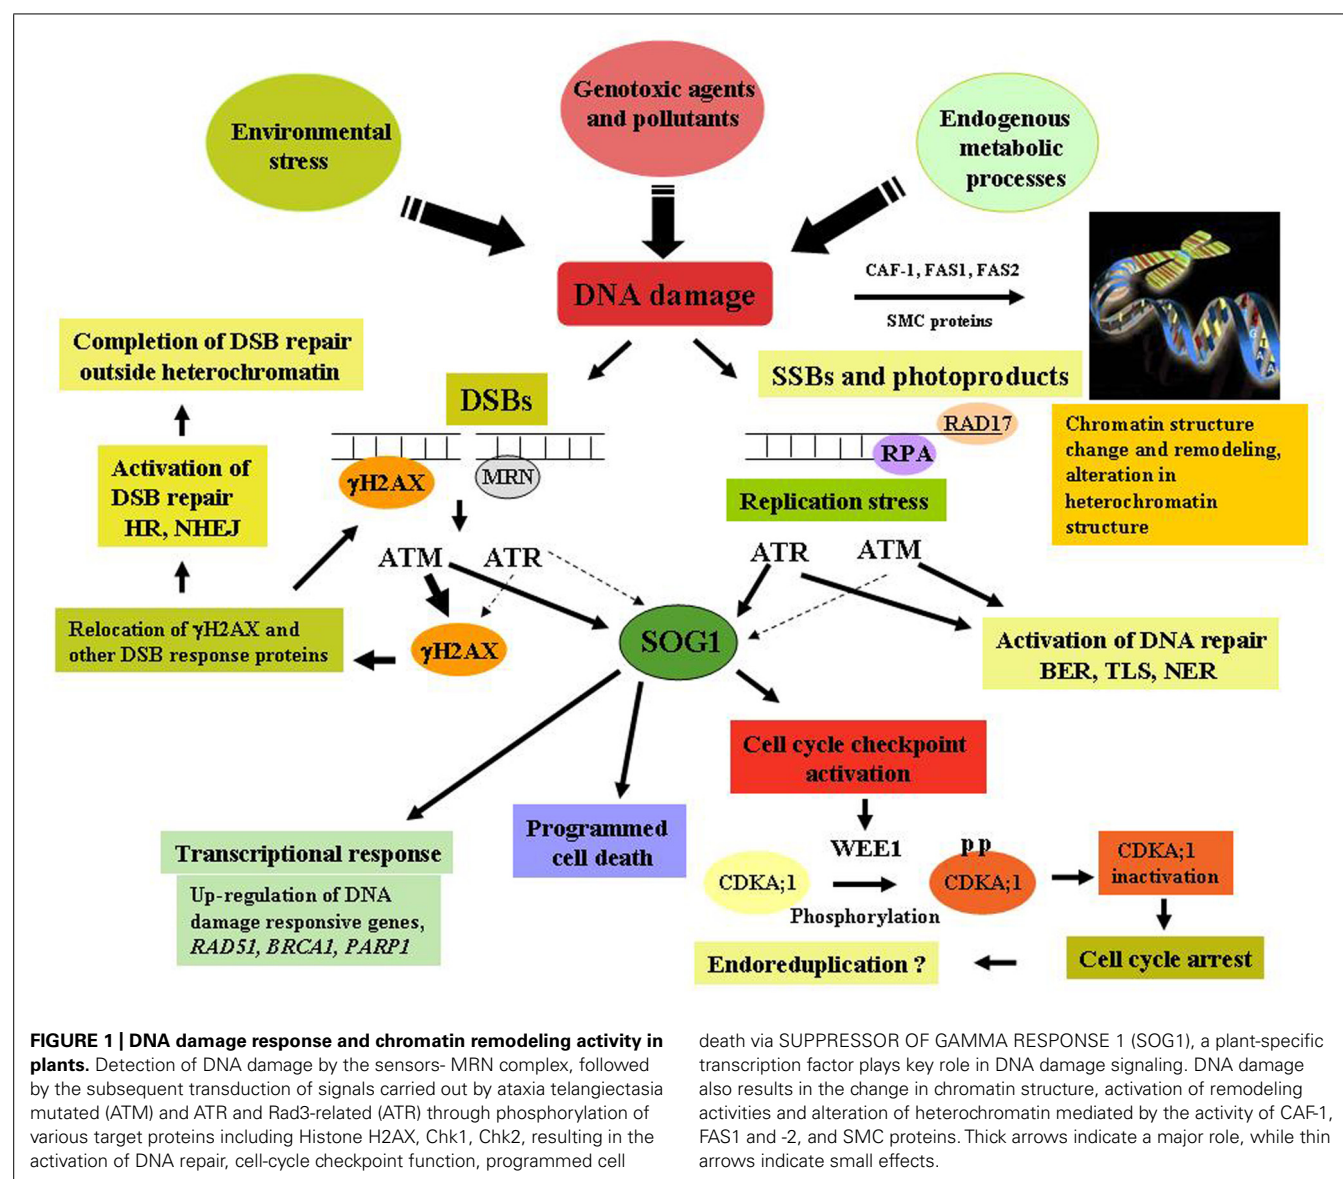 Environmental
stress
Genotoxic agents
and pollutants
Endogenous
metabolic
processes
DNA damage
CAF-1, FAS1, FAS2
SMC proteins
G
T
A
A
Completion of DSB repair
outside heterochromatin
DSBs
SSBs and photoproducts
Activation of
DSB repair
HR, NHEJ
γH2AX
MRN
RAD17
RPA
Replication stress
Chromatin structure
change and remodeling,
alteration in
heterochromatin
structure
ATM
ATR
ATR
ATM
Relocation of γH2AX and
other DSB response proteins
γH2AX
SOG1
Activation of DNA repair
BER, TLS, NER
Cell cycle checkpoint
activation
Transcriptional response
Up-regulation of DNA
damage responsive genes,
RAD51, BRCA1, PARP1
Programmed
cell death
WEE1
CDKA;1
Phosphorylation
p p
CDKA;1
CDKA;1
inactivation
Endoreduplication ?
Cell cycle arrest
FIGURE 1 | DNA damage response and chromatin remodeling activity in
plants. Detection of DNA damage by the sensors- MRN complex, followed
by the subsequent transduction of signals carried out by ataxia telangiectasia
mutated (ATM) and ATR and Rad3-related (ATR) through phosphorylation of
various target proteins including Histone H2AX, Chk1, Chk2, resulting in the
activation of DNA repair, cell-cycle checkpoint function, programmed cell
death via SUPPRESSOR OF GAMMA RESPONSE 1 (SOG1), a plant-specific
transcription factor plays key role in DNA damage signaling. DNA damage
also results in the change in chromatin structure, activation of remodeling
activities and alteration of heterochromatin mediated by the activity of CAF-1,
FAS1 and -2, and SMC proteins. Thick arrows indicate a major role, while thin
arrows indicate small effects.